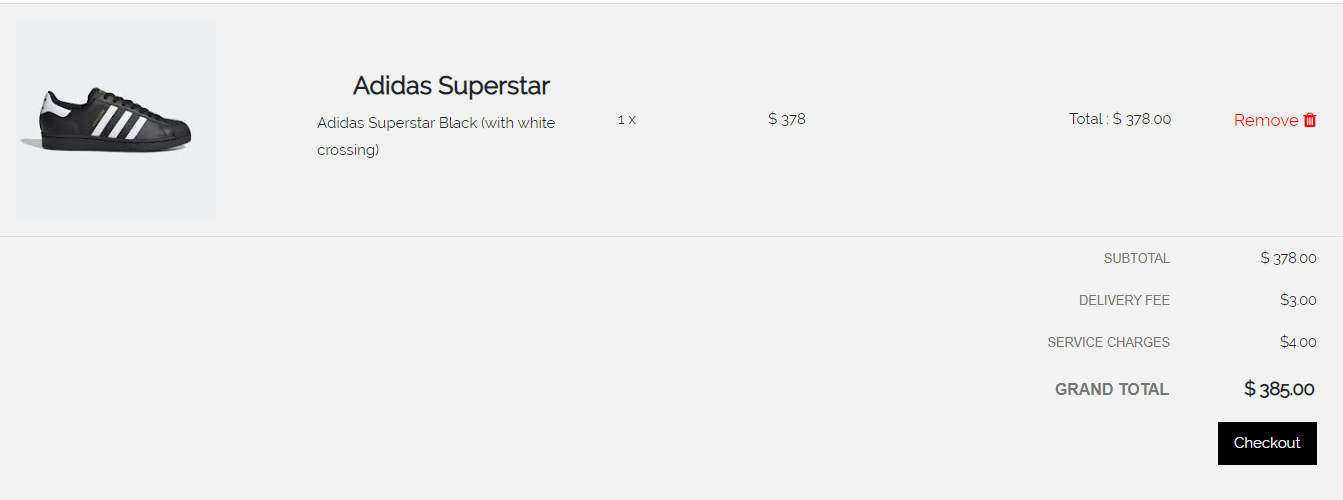 Adidas Superstar
Adidas Superstar Black (with white
crossing)
1 x
$ 378
Total : $ 378.00
Remove
SUBTOTAL $ 378.00
DELIVERY FEE $3.00
SERVICE CHARGES $4.00
GRAND TOTAL $ 385.00
Checkout